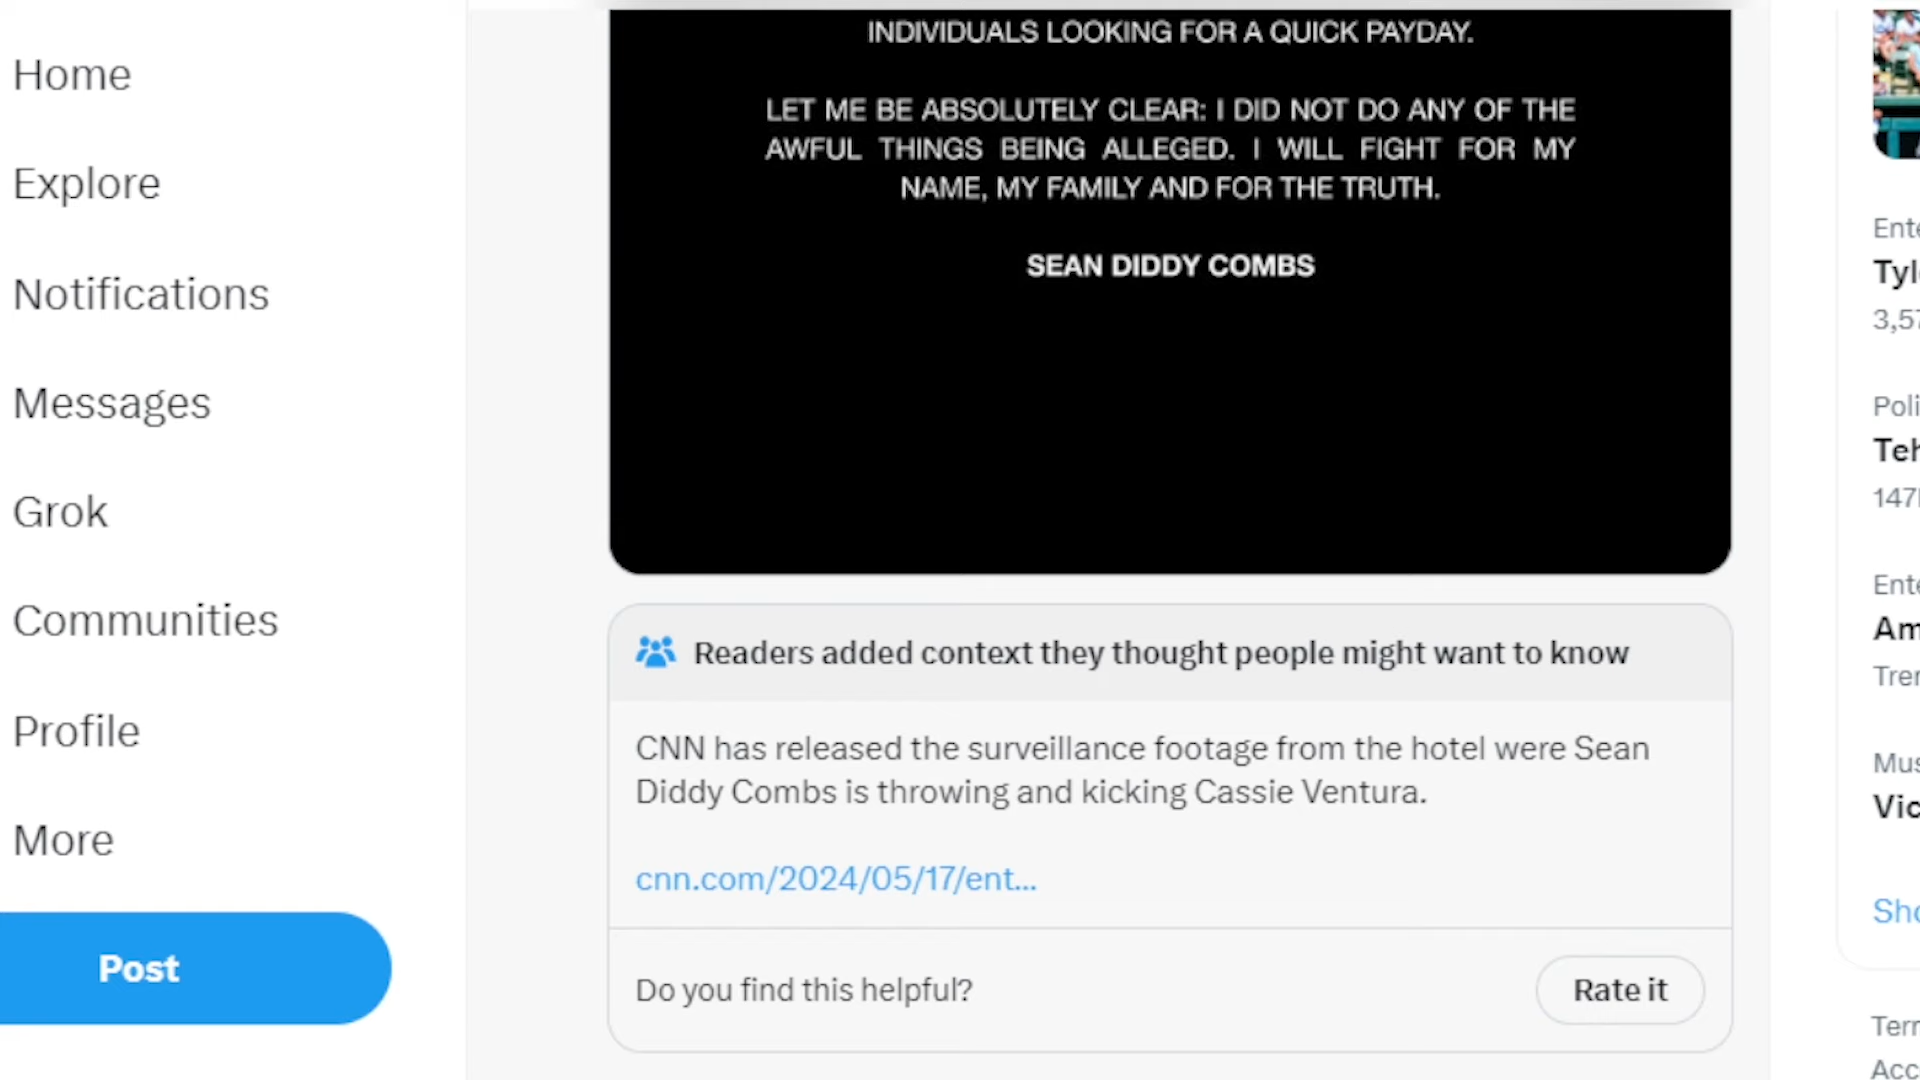 Home
Explore
Notifications
Messages
Grok
Communities
Profile
More
Post
INDIVIDUALS LOOKING FOR A QUICK PAYDAY.
LET ME BE ABSOLUTELY CLEAR: I DID NOT DO ANY OF THE
AWFUL THINGS BEING ALLEGED. I WILL FIGHT FOR MY
NAME, MY FAMILY AND FOR THE TRUTH.
SEAN DIDDY COMBS
Readers added context they thought people might want to know
CNN has released the surveillance footage from the hotel were Sean
Diddy Combs is throwing and kicking Cassie Ventura.
cnn.com/2024/05/17/ent...
Do you find this helpful?
Rate it